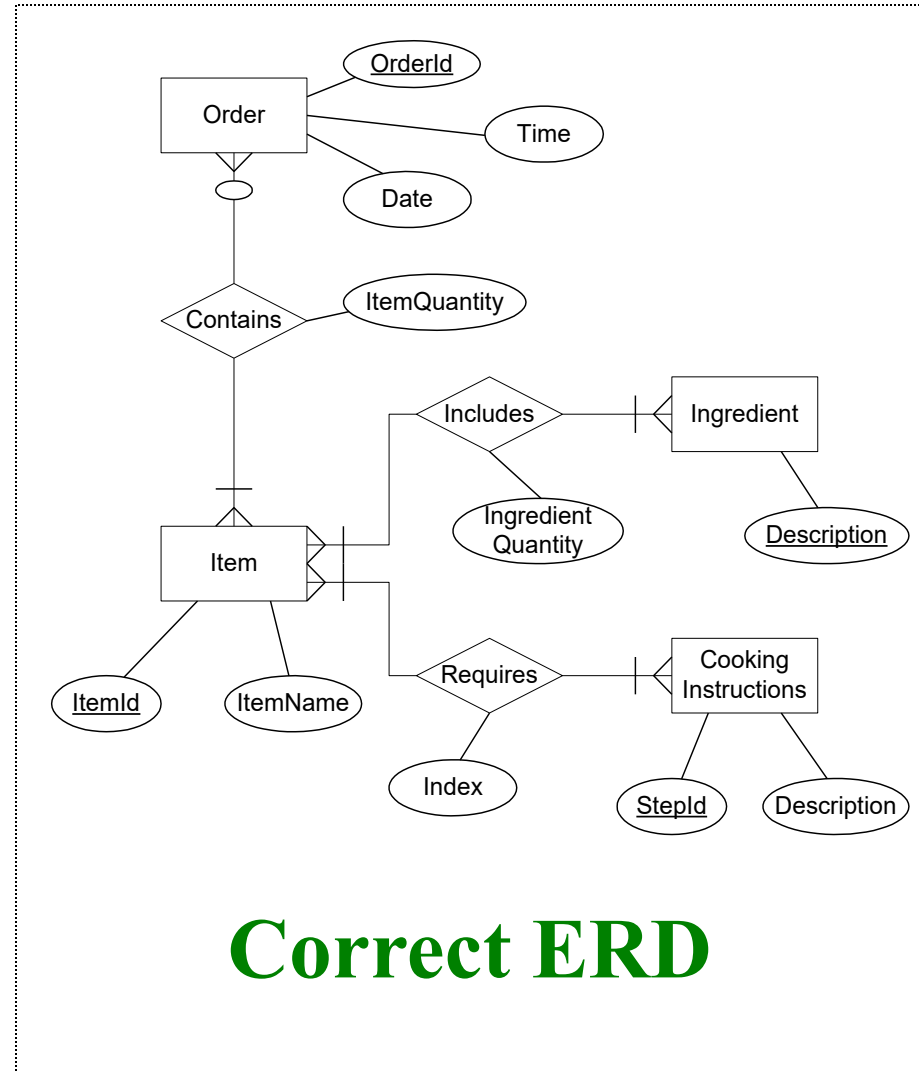 OrderId
Order
Time
Date
ItemQuantity
Contains
Includes
Ingredient
Ingredient
Quantity
Description
Item
Cooking
Instructions
Requires
ItemId
ItemName
Index
StepId
Description
Correct ERD